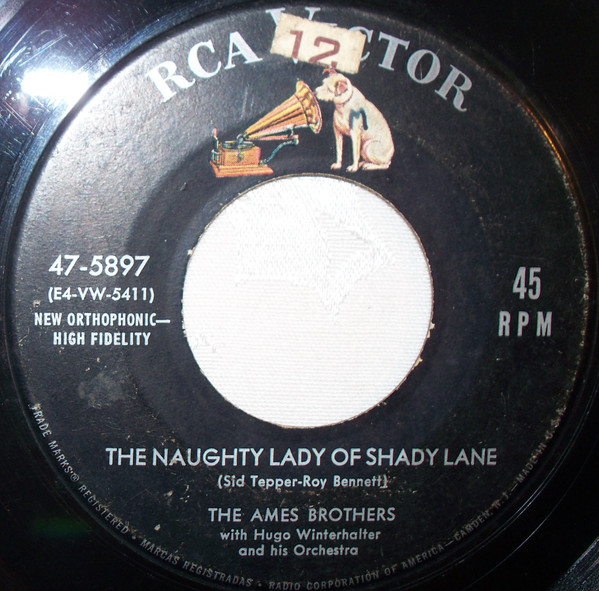 RCA VICTOR
12
M
47-5897
(E4-VW-5411)
NEW ORTHOPHONIC—
HIGH FIDELITY
45
RPM
THE NAUGHTY LADY OF SHADY LANE
(Sid Tepper-Roy Bennett)
THE AMES BROTHERS
with Hugo Winterhalter
and his Orchestra
TRADE MARKS ® REGISTERED • MARCAS REGISTRADAS • RADIO CORPORATION OF AMERICA—CAMDEN, N.J.—MADE IN U.S.A.